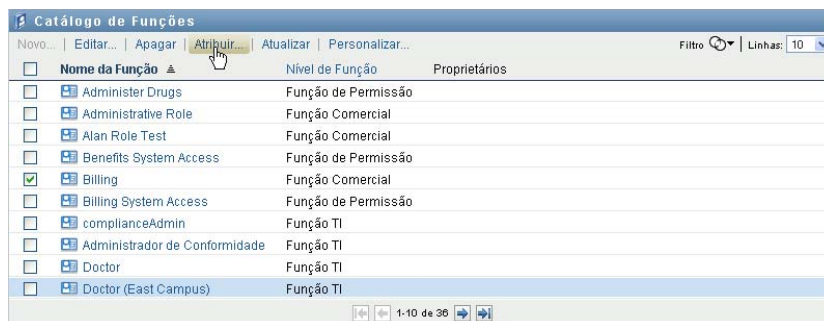 Catálogo de Funções
Novo... | Editar... | Apagar | Atribuir... | Atualizar | Personalizar... Filtro | Linhas: 10
Nome da Função Nível de Função Proprietários
Administer Drugs Função de Permissão
Administrative Role Função Comercial
Alan Role Test Função Comercial
Benefits System Access Função de Permissão
Billing Função Comercial
Billing System Access Função de Permissão
complianceAdmin Função TI
Administrador de Conformidade Função TI
Doctor Função TI
Doctor (East Campus) Função TI
1-10 de 36